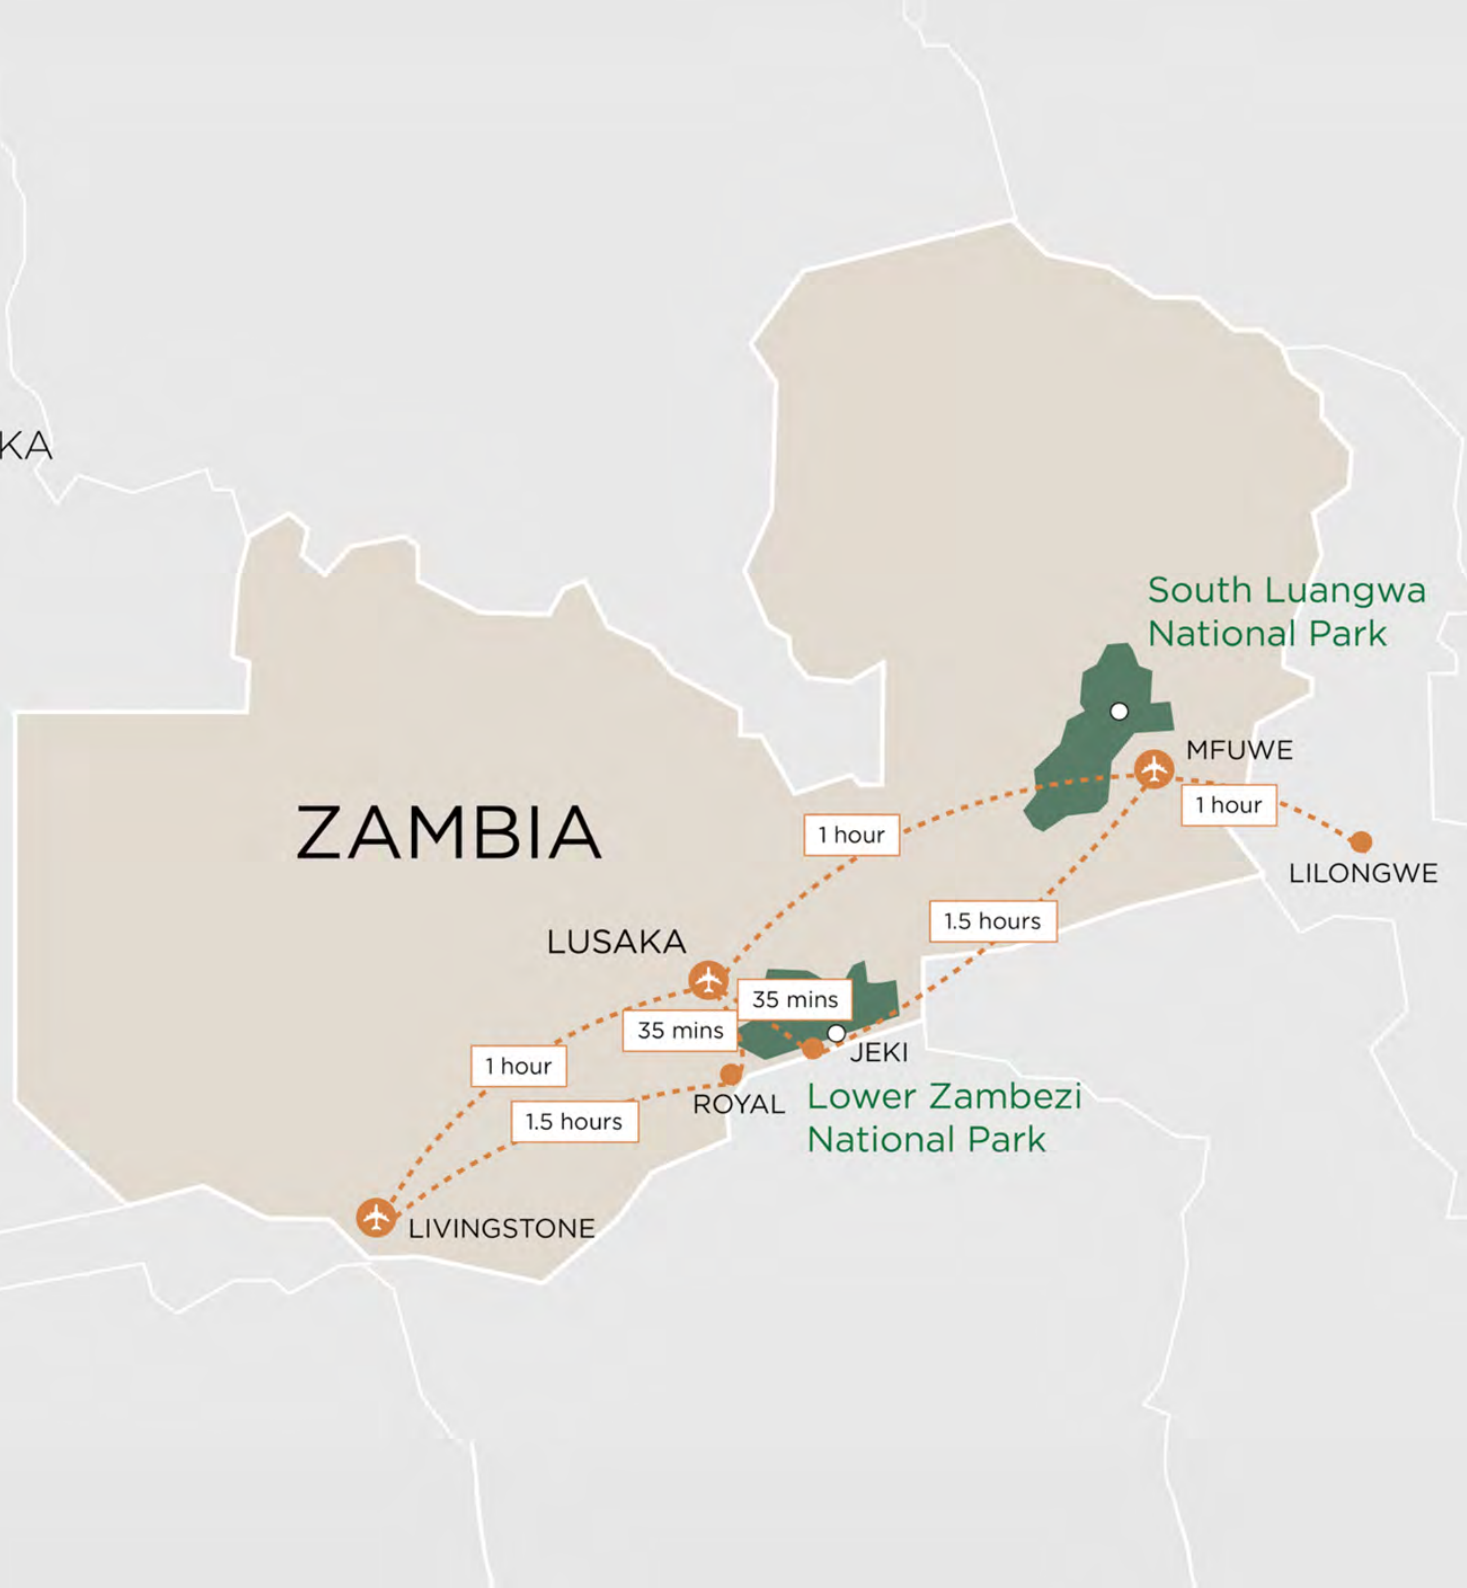 KA
South Luangwa
National Park
MFUWE
1 hour
ZAMBIA
1 hour
LILONGWE
1.5 hours
LUSAKA
35 mins
35 mins
JEKI
1 hour
ROYAL
Lower Zambezi
National Park
1.5 hours
LIVINGSTONE